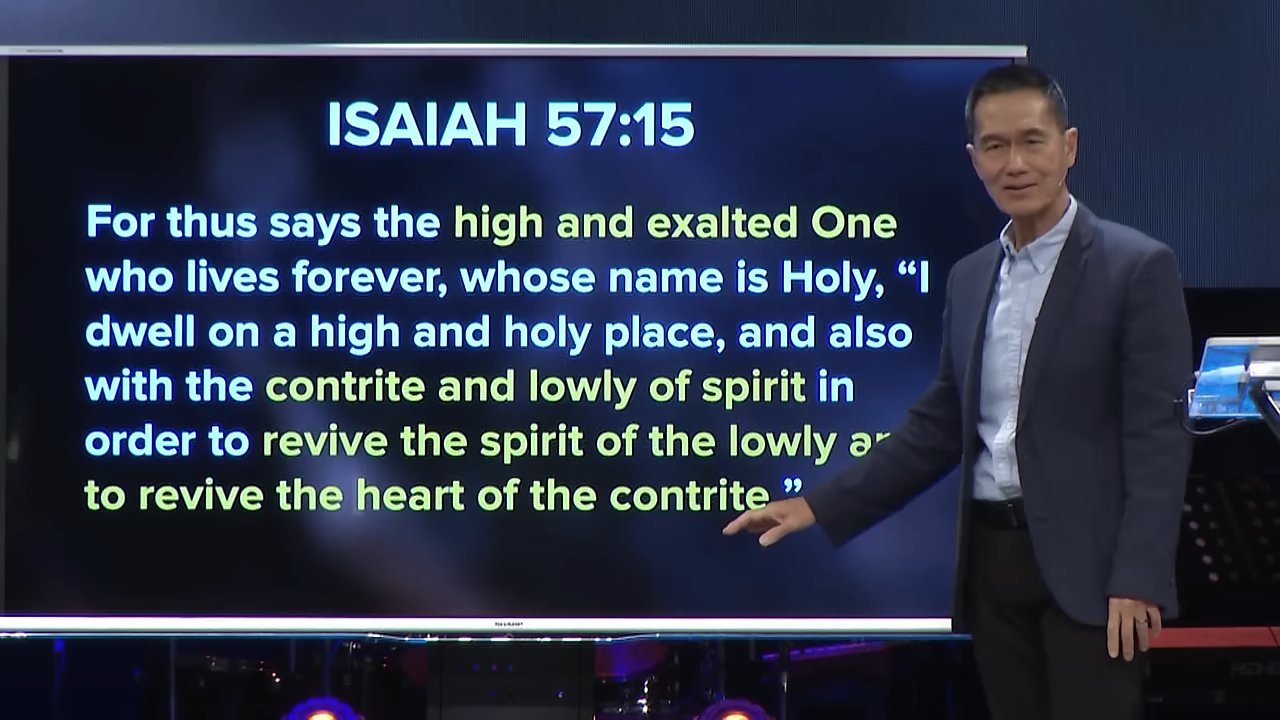 ISAIAH 57:15
For thus says the high and exalted One
who lives forever, whose name is Holy, “I
dwell on a high and holy place, and also
with the contrite and lowly of spirit in
order to revive the spirit of the lowly
to revive the heart of the contrite ”
SHARP